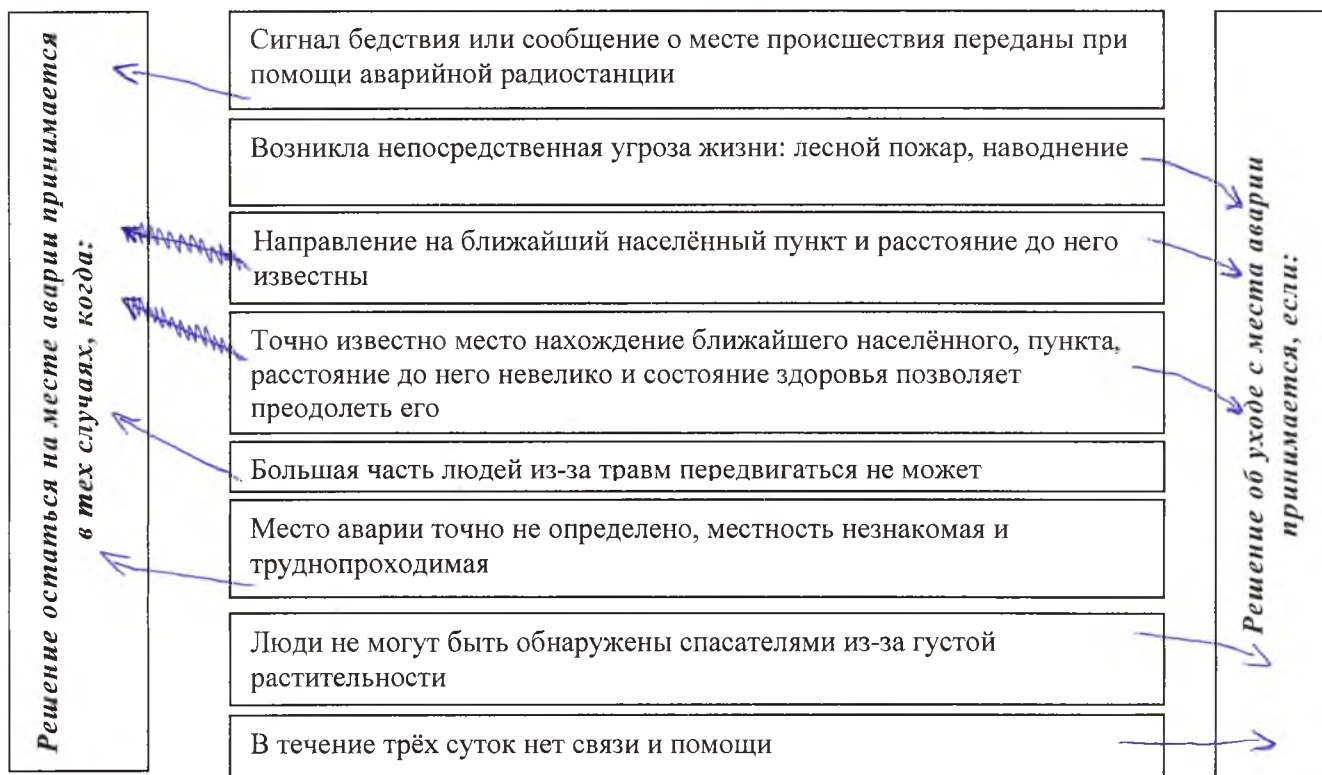 Решение остаться на месте аварии принимается
в тех случаях, когда:
Сигнал бедствия или сообщение о месте происшествия переданы при
помощи аварийной радиостанции
Возникла непосредственная угроза жизни: лесной пожар, наводнение
Направление на ближайший населённый пункт и расстояние до него
известны
Точно известно место нахождение ближайшего населённого, пункта,
расстояние до него невелико и состояние здоровья позволяет
преодолеть его
Большая часть людей из-за травм передвигаться не может
Место аварии точно не определено, местность незнакомая и
труднопроходимая
Люди не могут быть обнаружены спасателями из-за густой
растительности
В течение трёх суток нет связи и помощи
Решение об уходе с места аварии
принимается, если: